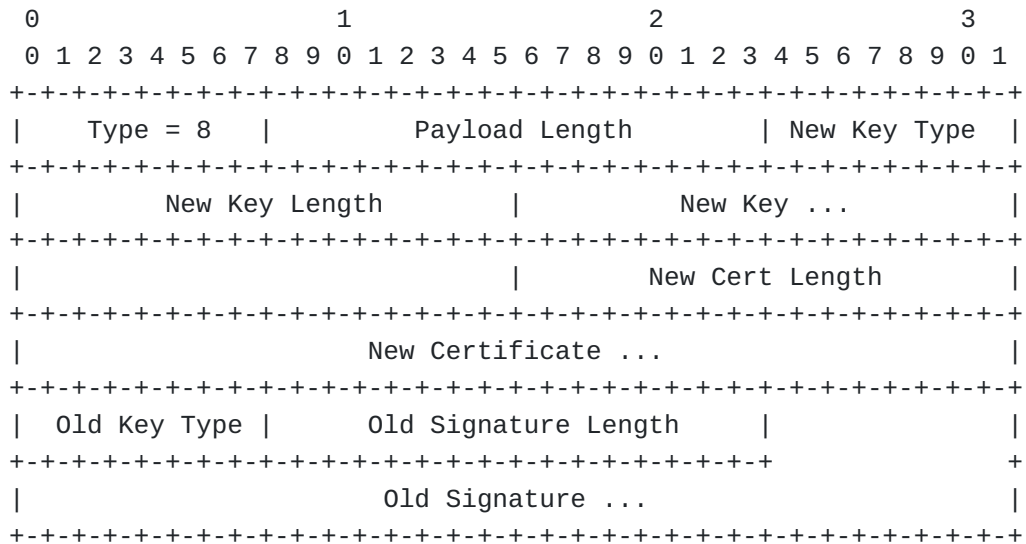 0                   1                   2                   3
 0 1 2 3 4 5 6 7 8 9 0 1 2 3 4 5 6 7 8 9 0 1 2 3 4 5 6 7 8 9 0 1
+-+-+-+-+-+-+-+-+-+-+-+-+-+-+-+-+-+-+-+-+-+-+-+-+-+-+-+-+-+-+-+-+
|    Type = 8   |         Payload Length        | New Key Type  |
+-+-+-+-+-+-+-+-+-+-+-+-+-+-+-+-+-+-+-+-+-+-+-+-+-+-+-+-+-+-+-+-+
|         New Key Length        |          New Key ...          |
+-+-+-+-+-+-+-+-+-+-+-+-+-+-+-+-+-+-+-+-+-+-+-+-+-+-+-+-+-+-+-+-+
|                               |        New Cert Length        |
+-+-+-+-+-+-+-+-+-+-+-+-+-+-+-+-+-+-+-+-+-+-+-+-+-+-+-+-+-+-+-+-+
|                      New Certificate ...                      |
+-+-+-+-+-+-+-+-+-+-+-+-+-+-+-+-+-+-+-+-+-+-+-+-+-+-+-+-+-+-+-+-+
|  Old Key Type |      Old Signature Length     |               |
+-+-+-+-+-+-+-+-+-+-+-+-+-+-+-+-+-+-+-+-+-+-+-+-+               +
|                       Old Signature ...                       |
+-+-+-+-+-+-+-+-+-+-+-+-+-+-+-+-+-+-+-+-+-+-+-+-+-+-+-+-+-+-+-+-+